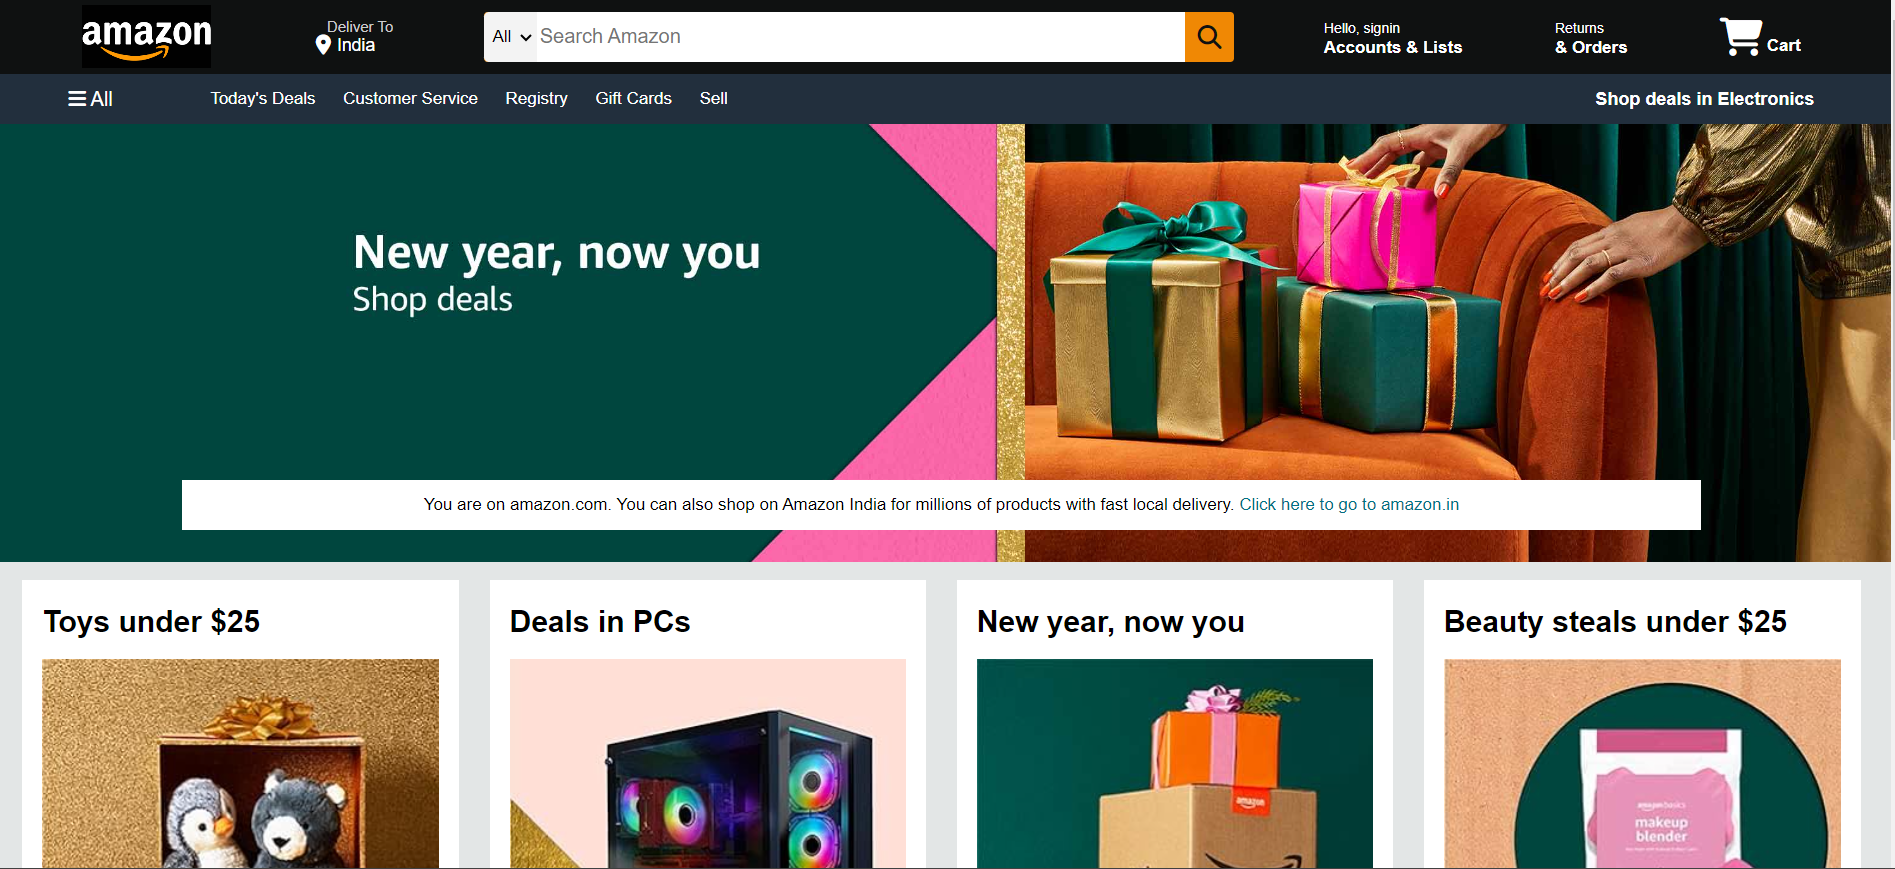 amazon
Deliver To
India
All
Search Amazon
Hello, signin
Accounts & Lists
Returns
& Orders
Cart
All
Today's Deals
Customer Service
Registry
Gift Cards
Sell
Shop deals in Electronics
New year, now you
Shop deals
You are on amazon.com. You can also shop on Amazon India for millions of products with fast local delivery. Click here to go to amazon.in
Toys under $25
Deals in PCs
New year, now you
Beauty steals under $25
amazon
amazon basics
makeup
blender